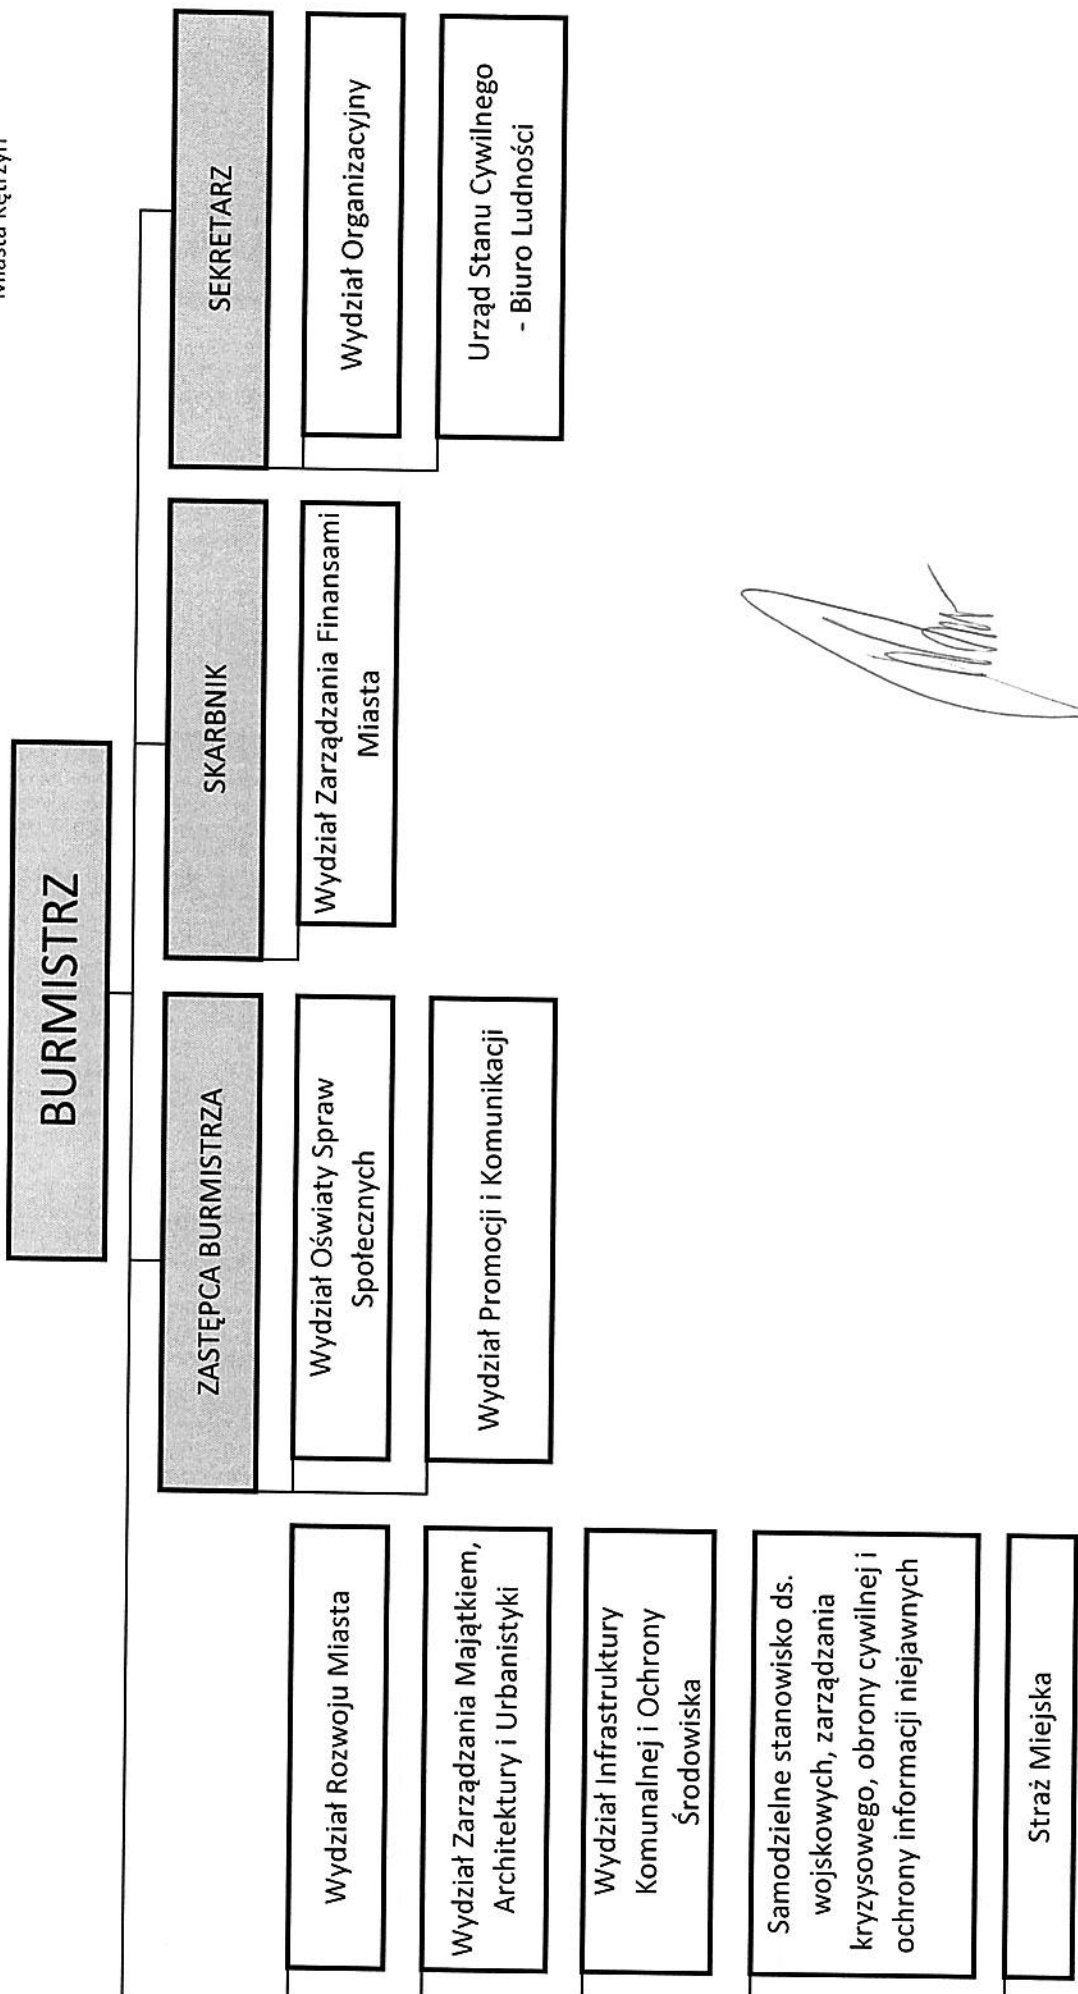 Miasta Kętrzyn
BURMISTRZ
ZASTĘPCA BURMISTRZA
SKARBNIK
SEKRETARZ
Wydział Rozwoju Miasta
Wydział Zarządzania Majątkiem,
Architektury i Urbanistyki
Wydział Infrastruktury
Komunalnej i Ochrony
Środowiska
Samodzielne stanowisko ds.
wojskowych, zarządzania
kryzysowego, obrony cywilnej i
ochrony informacji niejawnych
Straż Miejska
Wydział Oświaty Spraw
Społecznych
Wydział Promocji i Komunikacji
Wydział Zarządzania Finansami
Miasta
Wydział Organizacyjny
Urząd Stanu Cywilnego
- Biuro Ludności